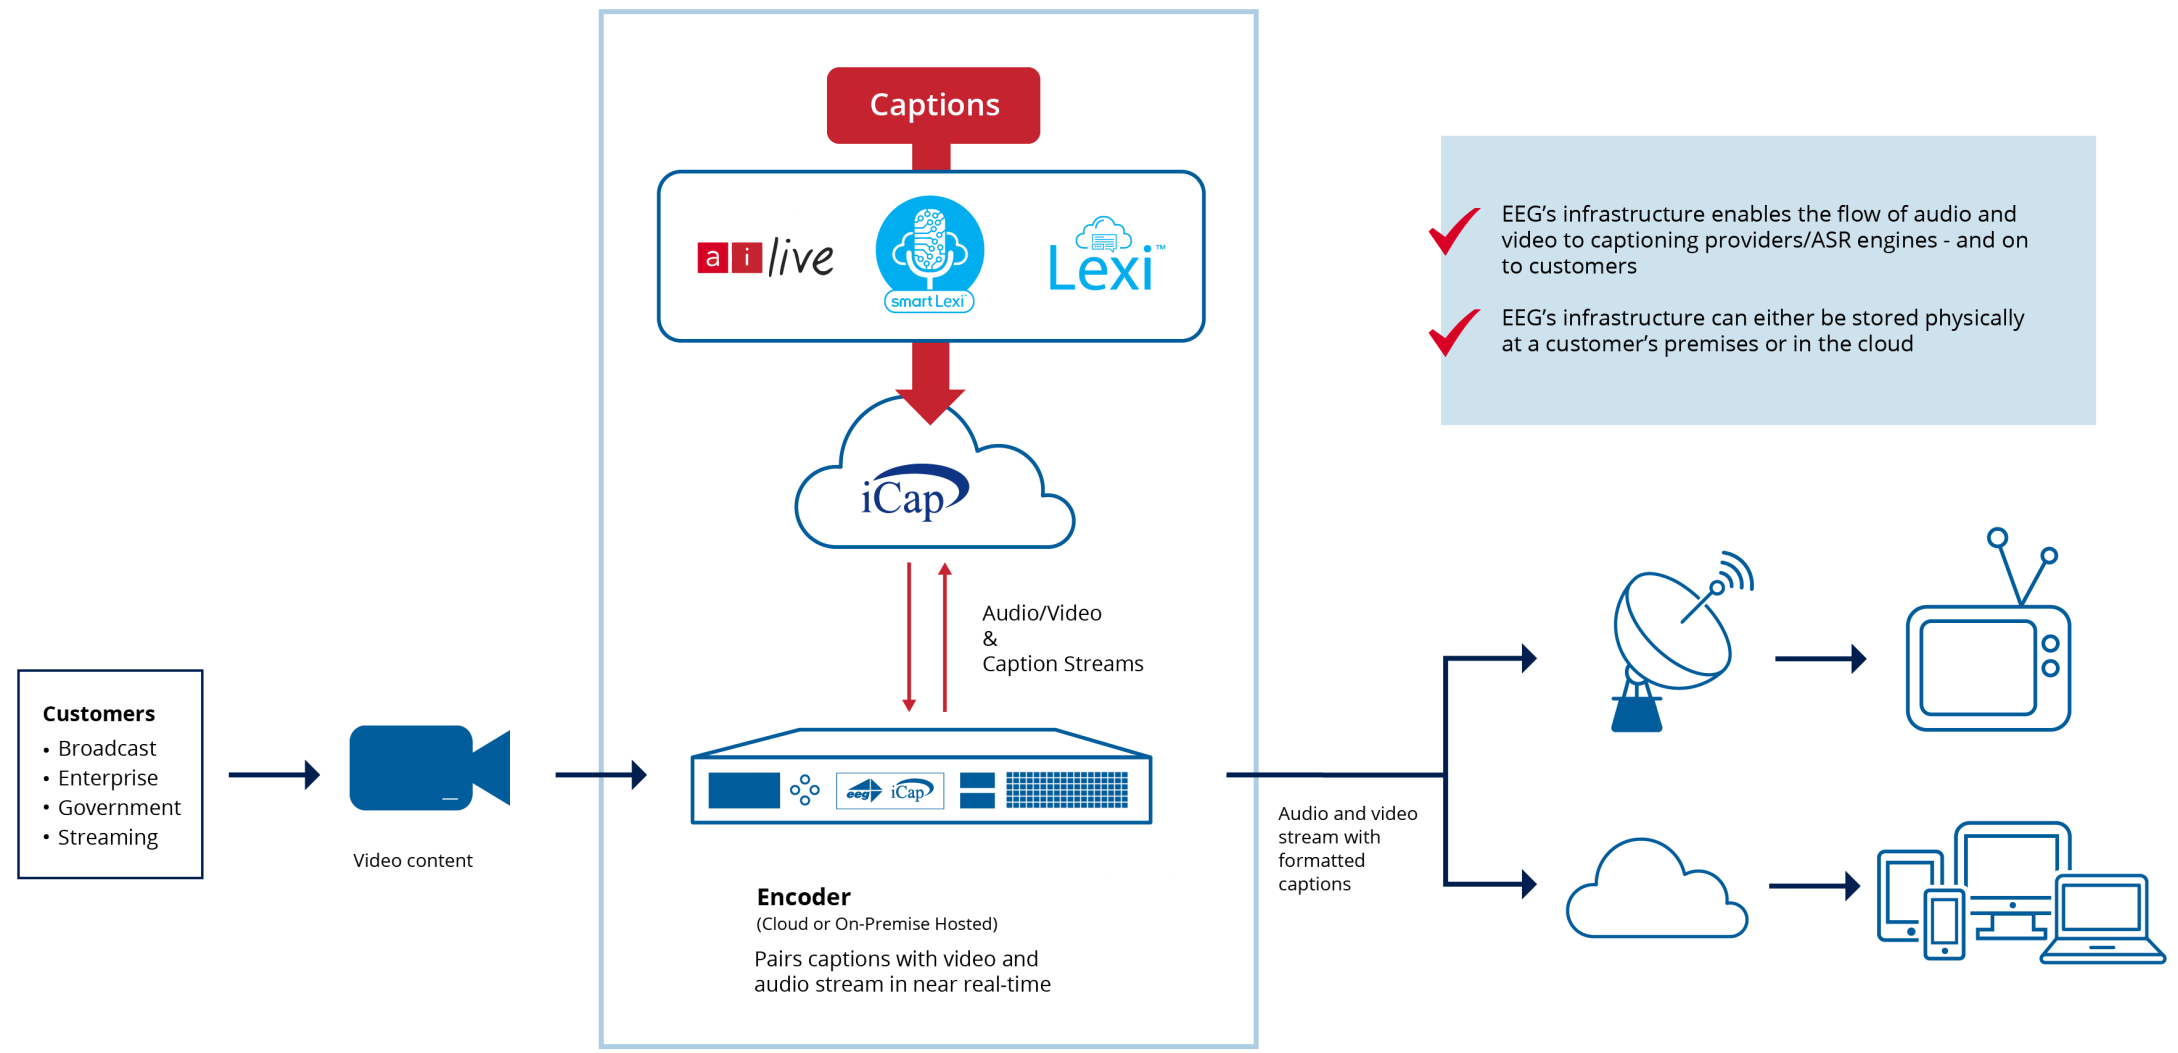 Captions
ai live
smart Lexi
Lexi™
EEG’s infrastructure enables the flow of audio and
video to captioning providers/ASR engines - and on
to customers
EEG’s infrastructure can either be stored physically
at a customer’s premises or in the cloud
iCap
Audio/Video
&
Caption Streams
Customers
• Broadcast
• Enterprise
• Government
• Streaming
Video content
eeg iCap
Encoder
(Cloud or On-Premise Hosted)
Pairs captions with video and
audio stream in near real-time
Audio and video
stream with
formatted
captions